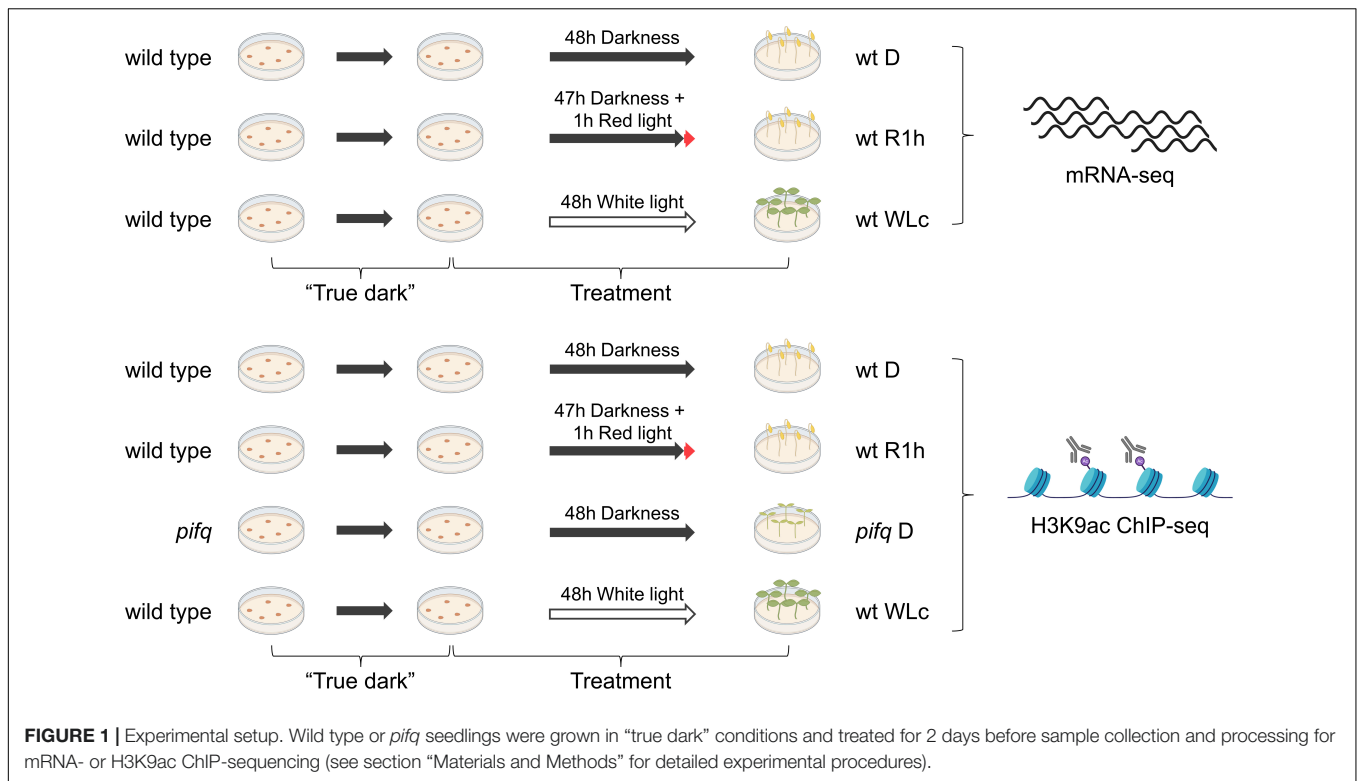 wild type
48h Darkness
wt D
wild type
47h Darkness +
1h Red light
wt R1h
mRNA-seq
wild type
48h White light
wt WLc
“True dark”
Treatment
wild type
48h Darkness
wt D
wild type
47h Darkness +
1h Red light
wt R1h
Ac
Ac
H3K9ac ChIP-seq
pifq
48h Darkness
pifq D
wild type
48h White light
wt WLc
“True dark”
Treatment
FIGURE 1 | Experimental setup. Wild type or pifq seedlings were grown in “true dark” conditions and treated for 2 days before sample collection and processing for
mRNA- or H3K9ac ChIP-sequencing (see section “Materials and Methods” for detailed experimental procedures).